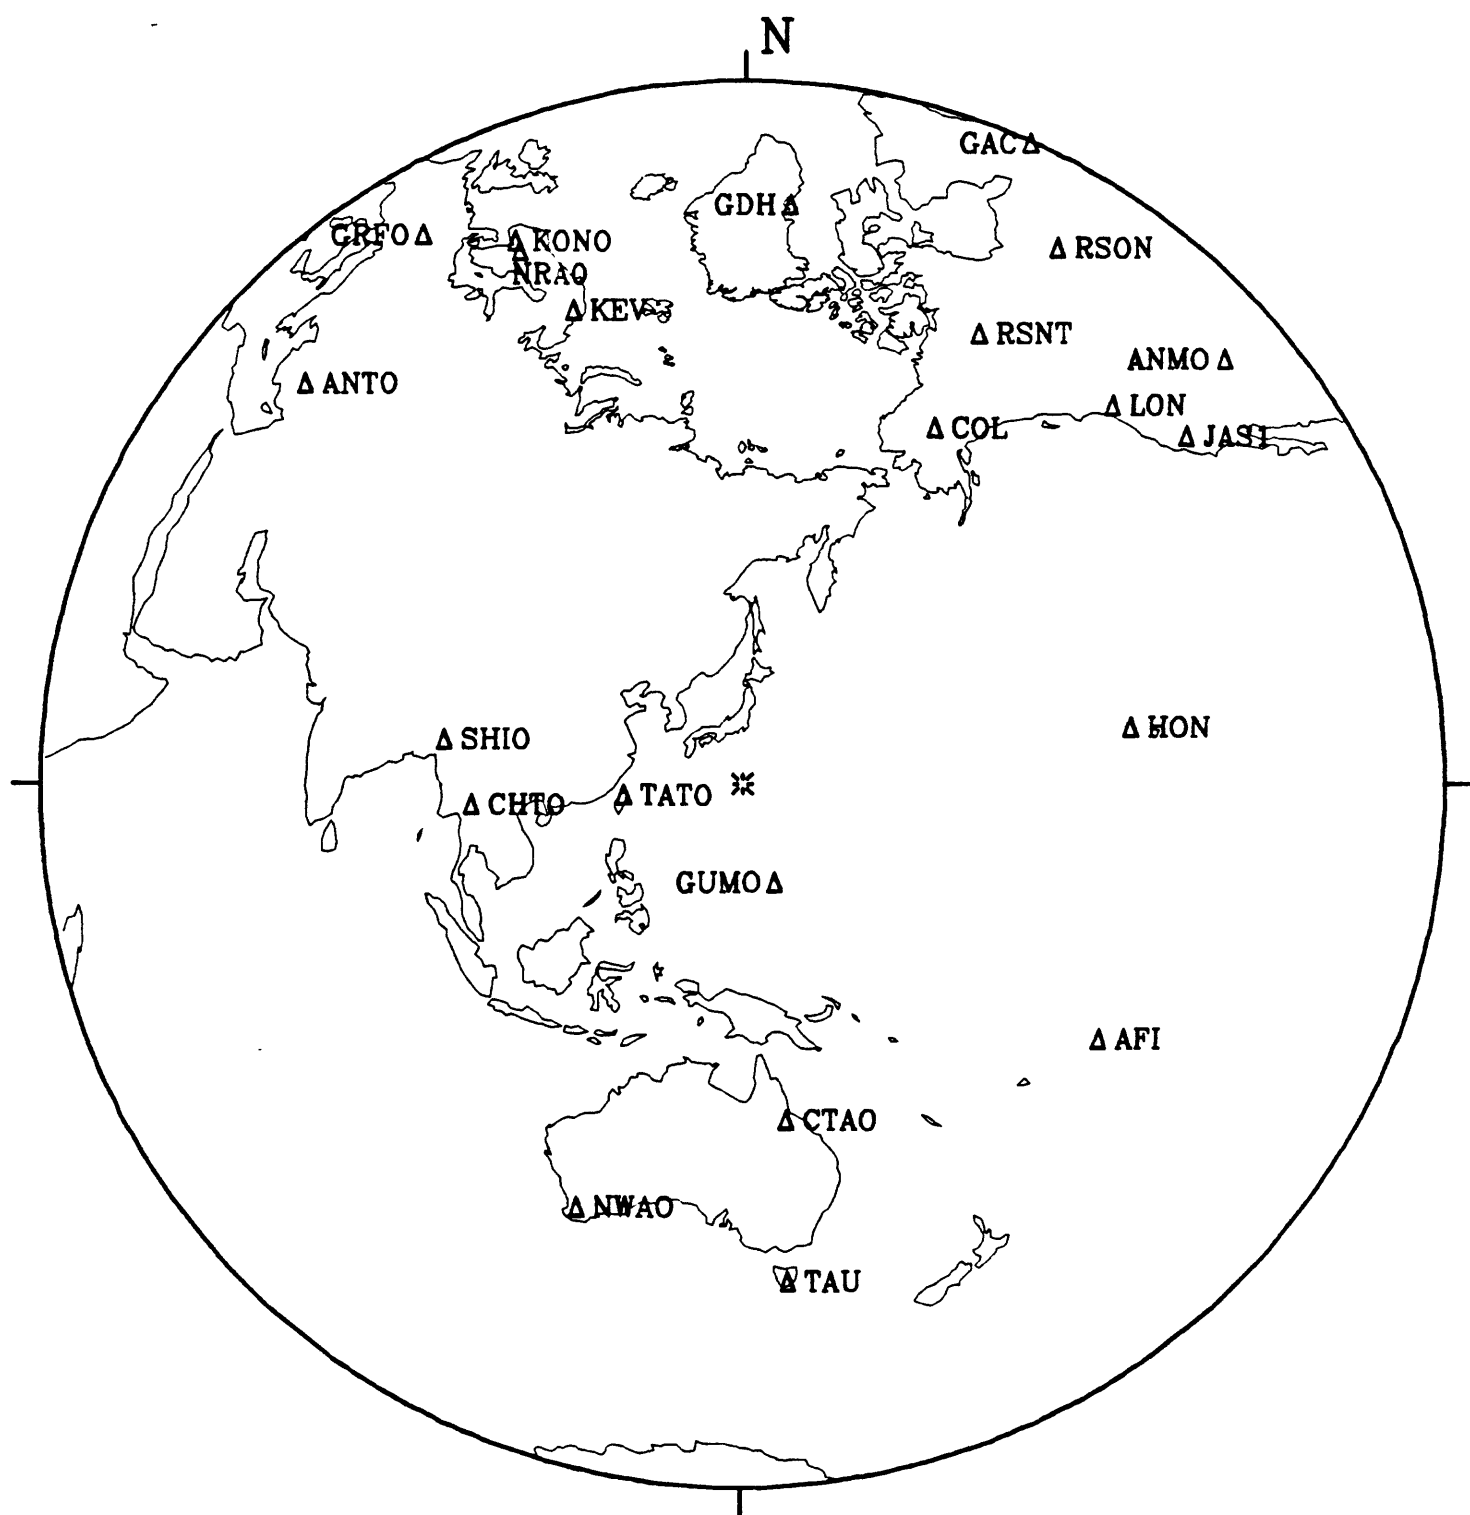 N
GAC
GDH
GRFO
KONO
RSON
NRAO
KEV
RSNT
ANMO
ANTO
LON
COL
JAS1
HON
SHIO
TATO
CHTO
GUMO
AFI
CTAO
NWAO
TAU